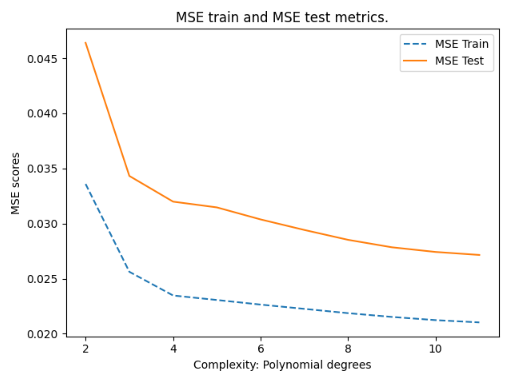 MSE train and MSE test metrics.
MSE Train
MSE Test
MSE scores
0.045
0.040
0.035
0.030
0.025
0.020
2 4 6 8 10
Complexity: Polynomial degrees